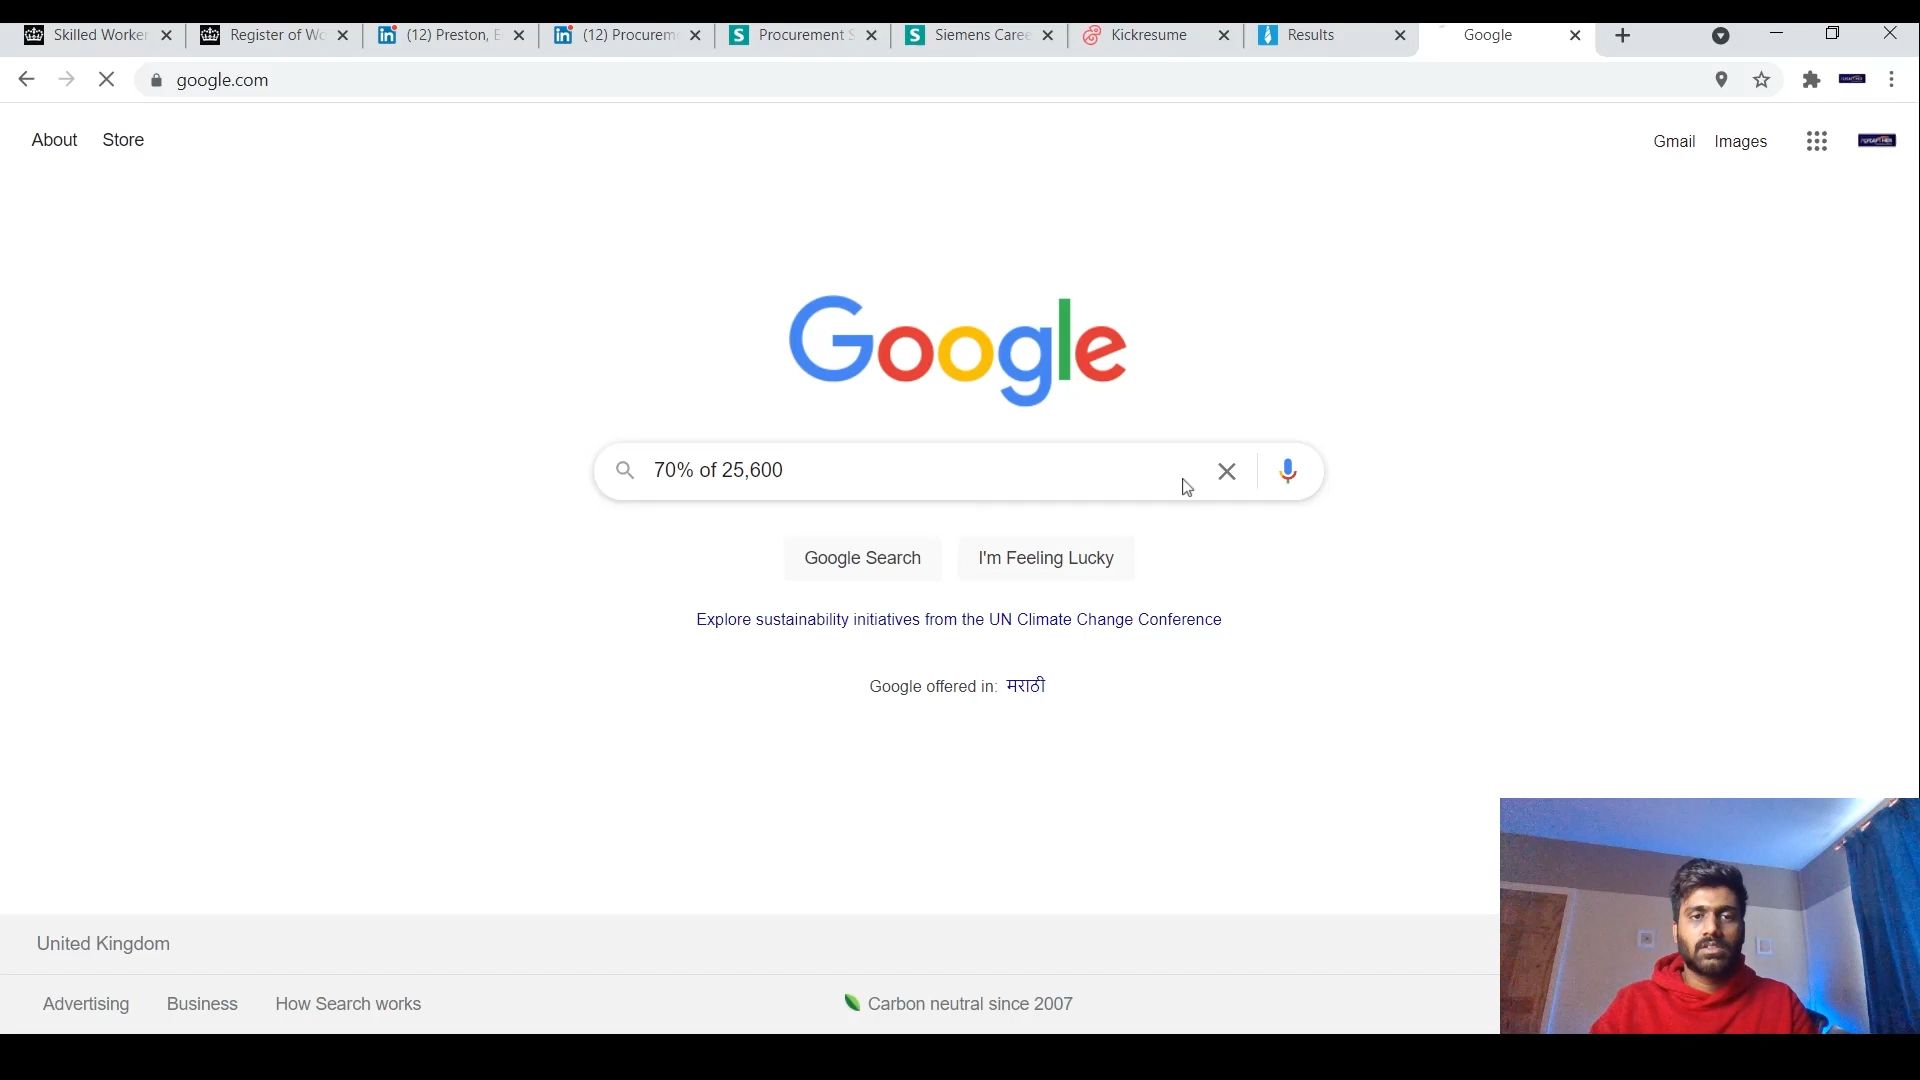 Skilled Worker
Register of Wo
(12) Preston, E
(12) Procurem
Procurement S
Siemens Caree
Kickresume
Results
Google
google.com
About
Store
Gmail
Images
Google
70% of 25,600
Google Search
I'm Feeling Lucky
Explore sustainability initiatives from the UN Climate Change Conference
Google offered in: मराठी
United Kingdom
Advertising
Business
How Search works
Carbon neutral since 2007